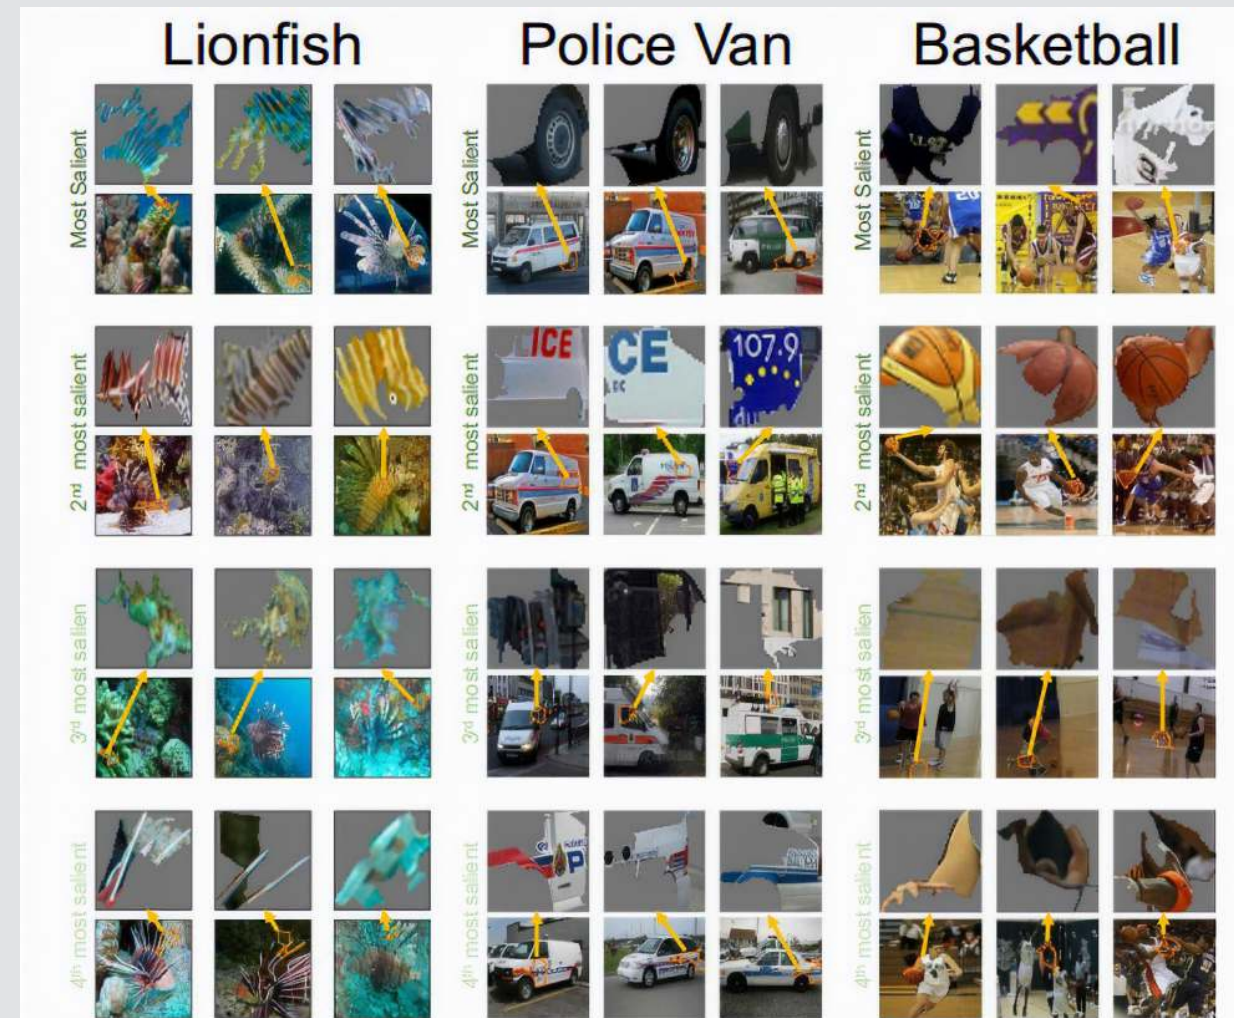 Lionfish
Police Van
Basketball
Most Salient
Most Salient
Most Salient
ICE
CE
107.9
2nd most salient
2nd most salient
2nd most salient
3rd most salien
3rd most salient
3rd most salient
P
4th most salient
4th most salient
4th most salient